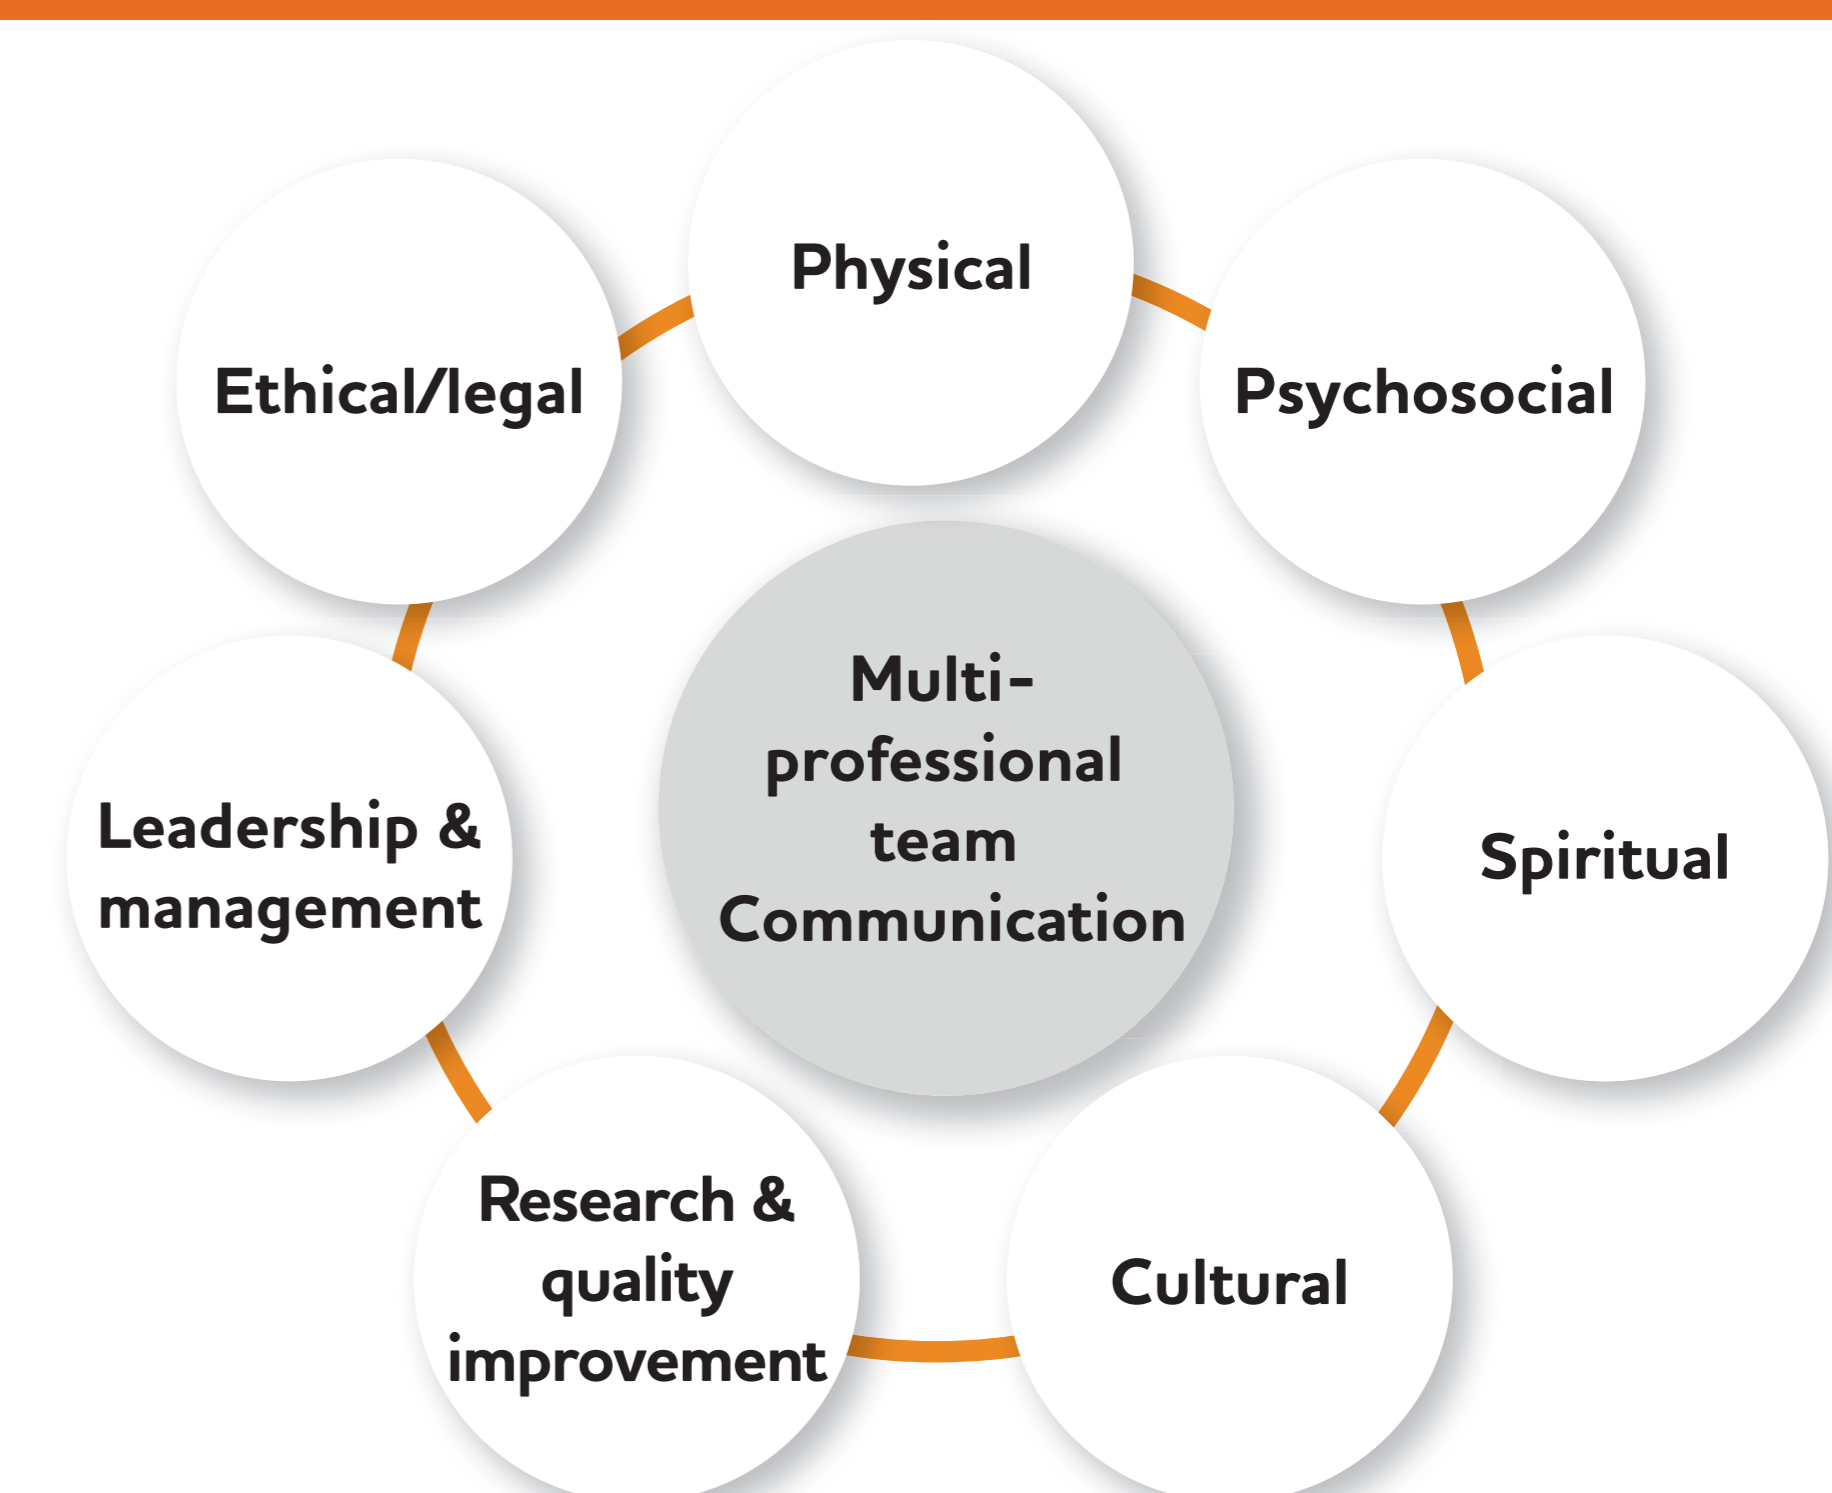 Physical
Ethical/legal
Psychosocial
Multi-
professional
team
Communication
Leadership &
management
Spiritual
Research &
quality
improvement
Cultural